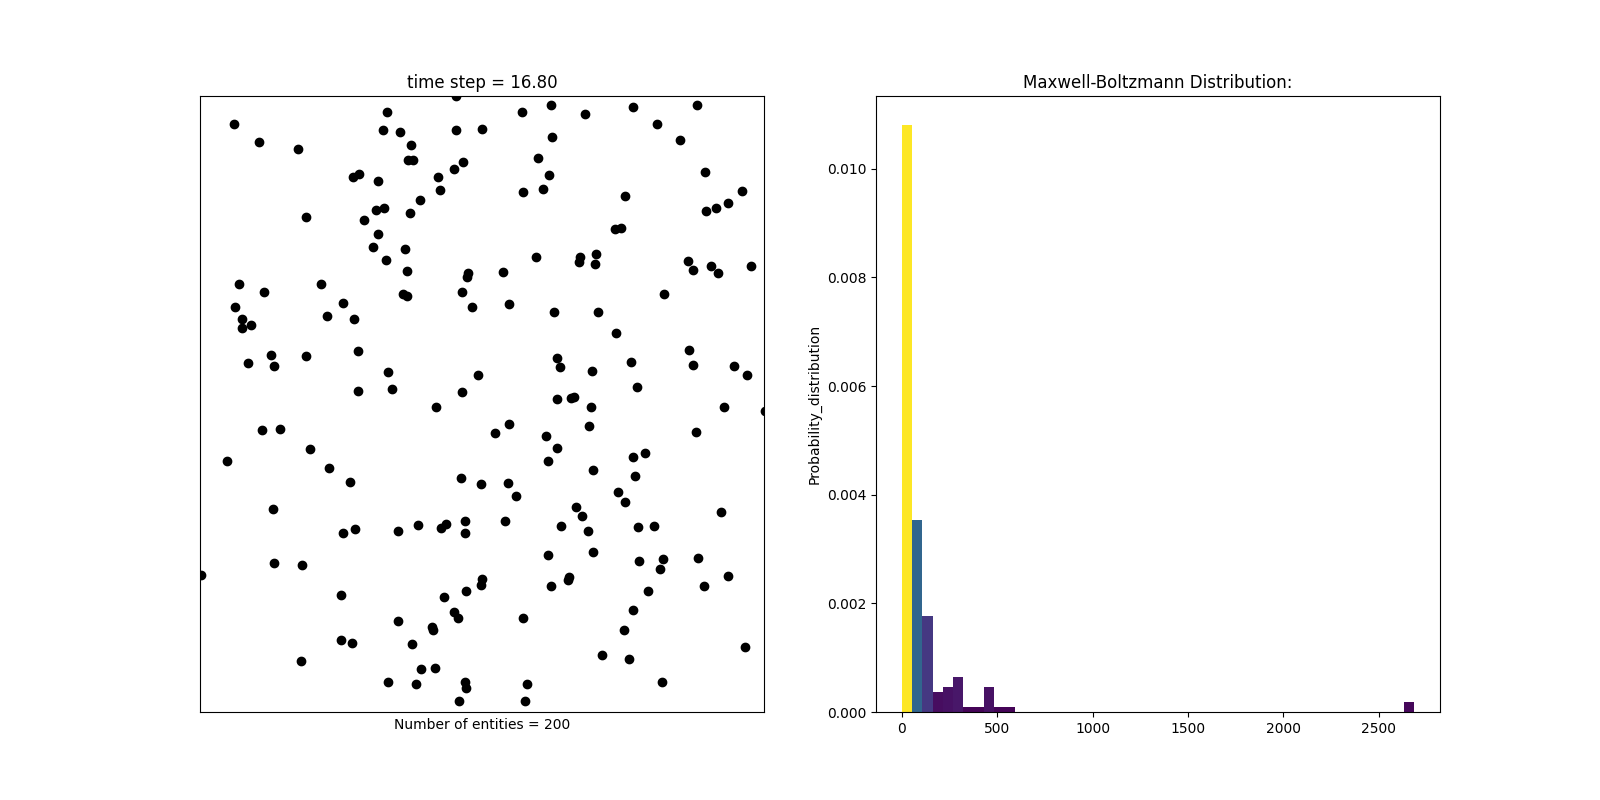 time step = 16.80
Number of entities = 200
Maxwell-Boltzmann Distribution:
Probability_distribution
0.010
0.008
0.006
0.004
0.002
0.000
0 500 1000 1500 2000 2500